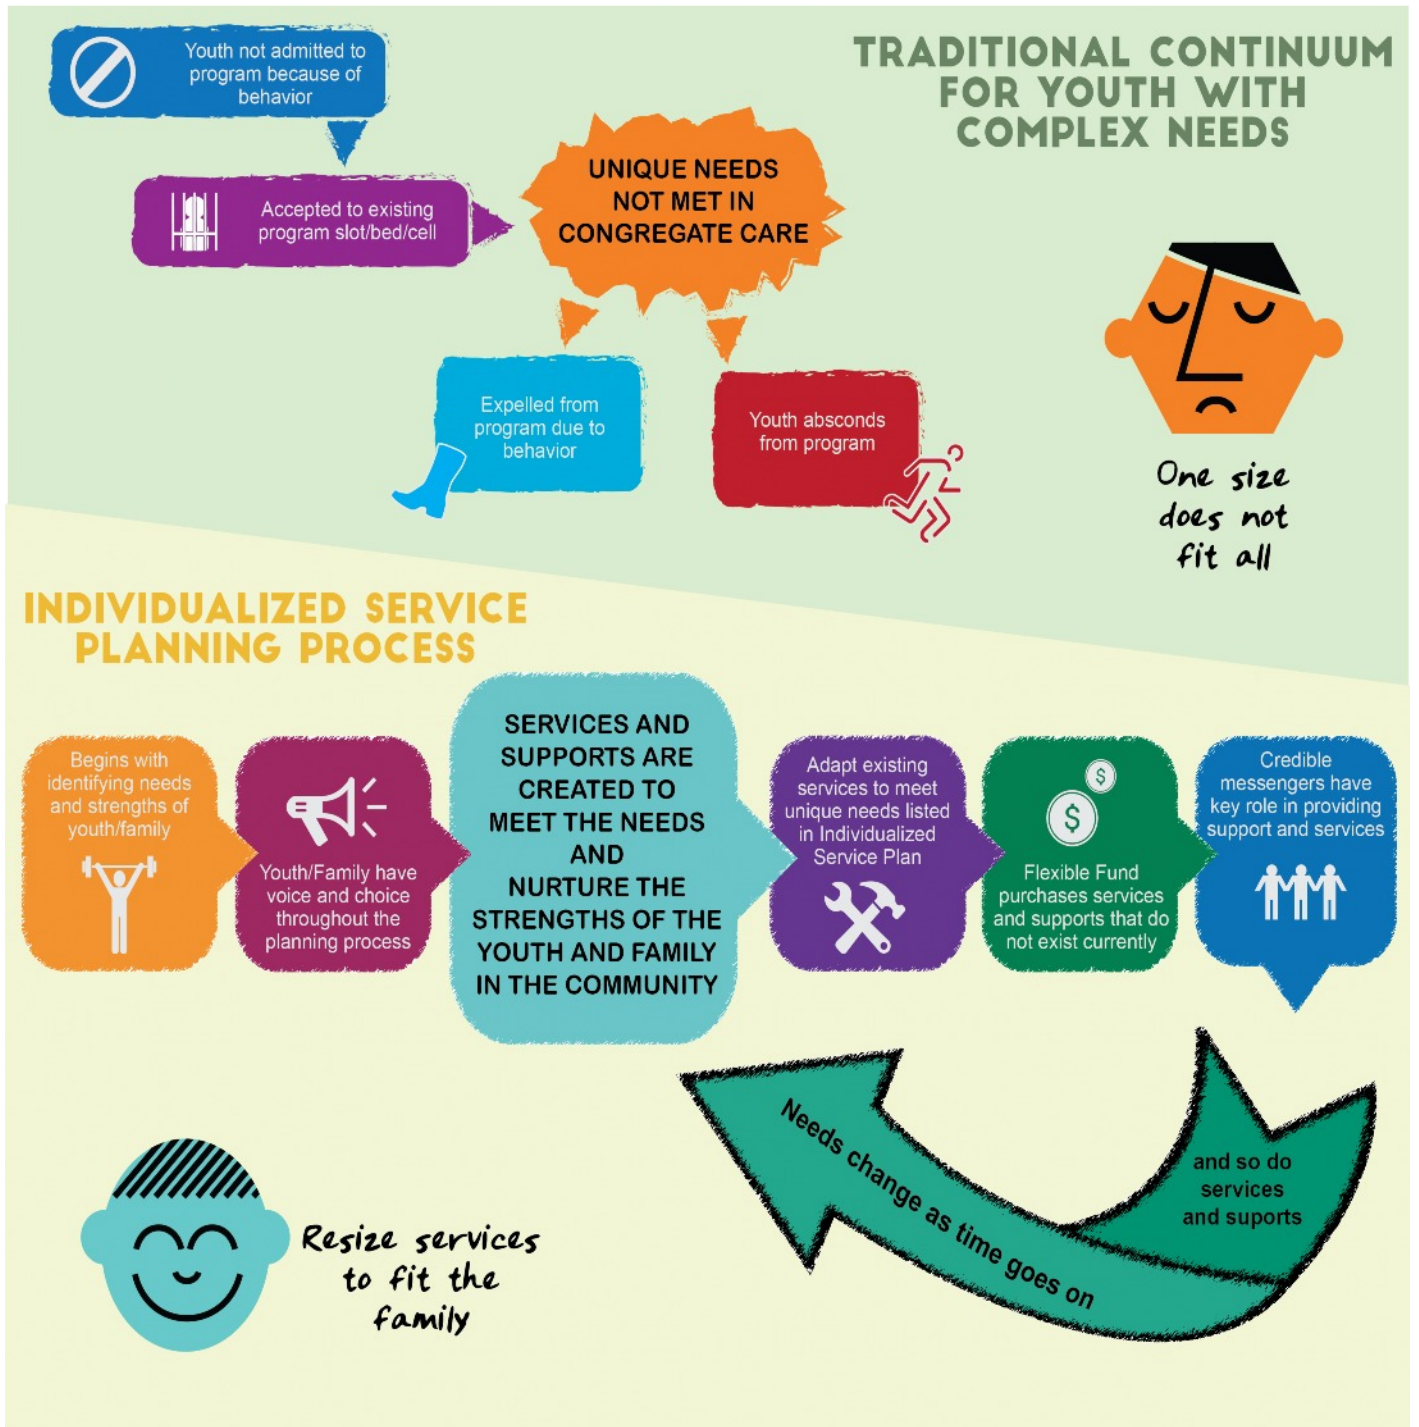 TRADITIONAL CONTINUUM
FOR YOUTH WITH
COMPLEX NEEDS
Youth not admitted to
program because of
behavior
Accepted to existing
program slot/bed/cell
UNIQUE NEEDS
NOT MET IN
CONGREGATE CARE
Expelled from
program due to
behavior
Youth absconds
from program
One size
does not
fit all
INDIVIDUALIZED SERVICE
PLANNING PROCESS
Begins with
identifying needs
and strengths of
youth/family
Youth/Family have
voice and choice
throughout the
planning process
SERVICES AND
SUPPORTS ARE
CREATED TO
MEET THE NEEDS
AND
NURTURE THE
STRENGTHS OF THE
YOUTH AND FAMILY
IN THE COMMUNITY
Adapt existing
services to meet
unique needs listed
in Individualized
Service Plan
$
$
Flexible Fund
purchases services
and supports that do
not exist currently
Credible
messengers have
key role in providing
support and services
Needs change as time goes on
and so do
services
and suports
Resize services
to fit the
family